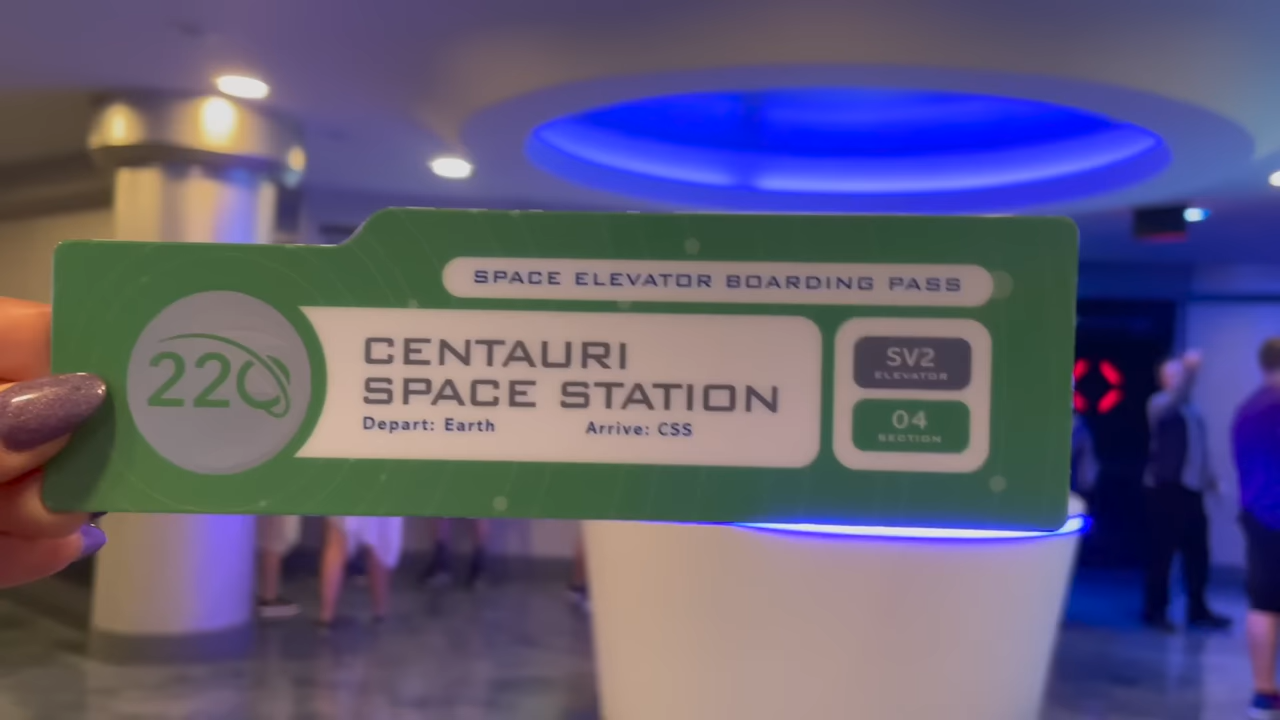 SPACE ELEVATOR BOARDING PASS
220
CENTAURI
SPACE STATION
Depart: Earth Arrive: CSS
SV2
ELEVATOR
04
SECTION